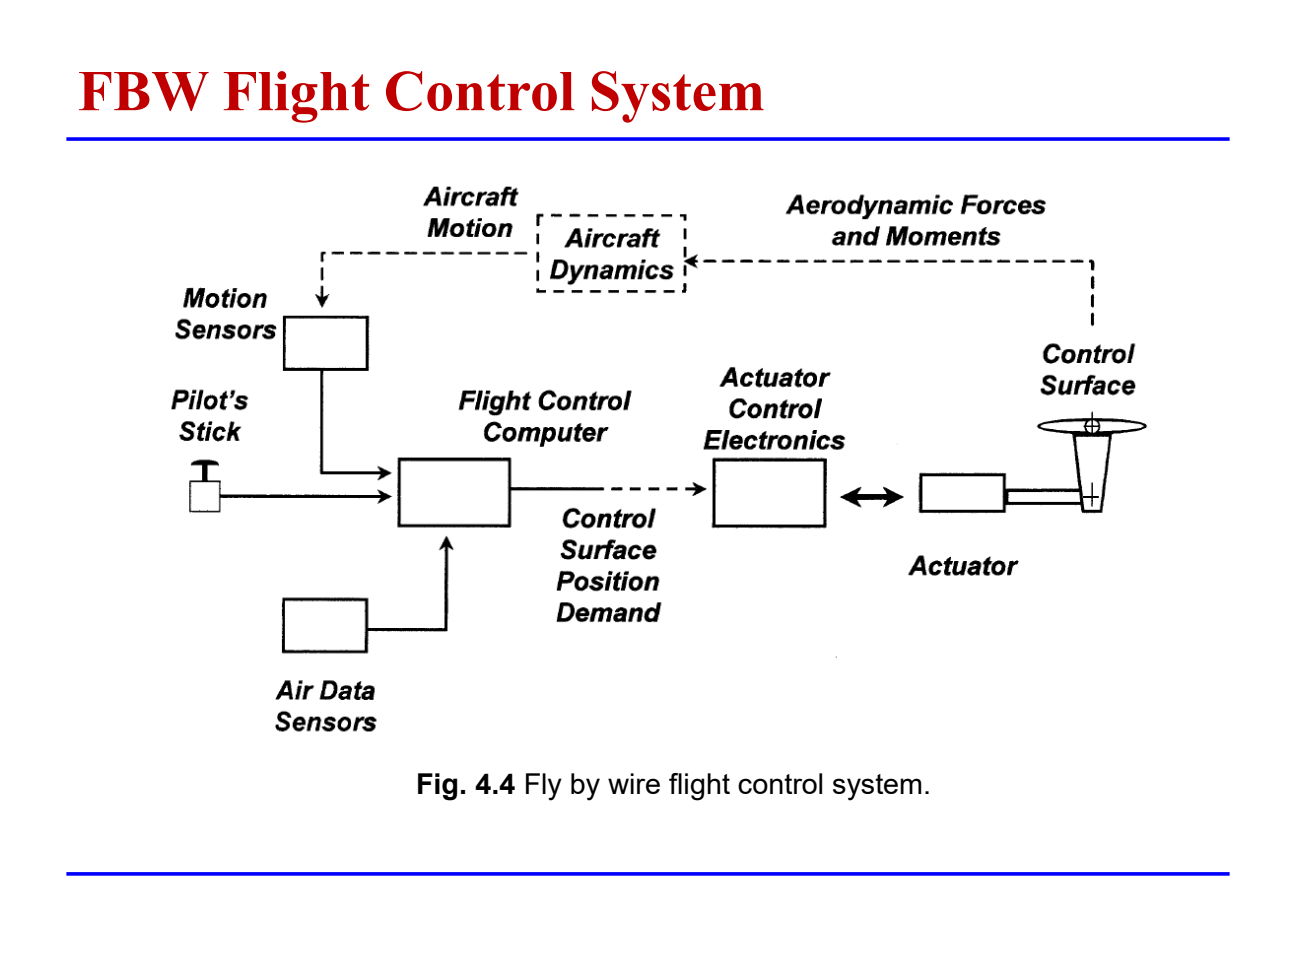 FBW Flight Control System
Aircraft
Motion
Aircraft
Dynamics
Aerodynamic Forces
and Moments
Motion
Sensors
Control
Surface
Pilot's
Stick
Flight Control
Computer
Actuator
Control
Electronics
Control
Surface
Position
Demand
Actuator
Air Data
Sensors
Fig. 4.4 Fly by wire flight control system.